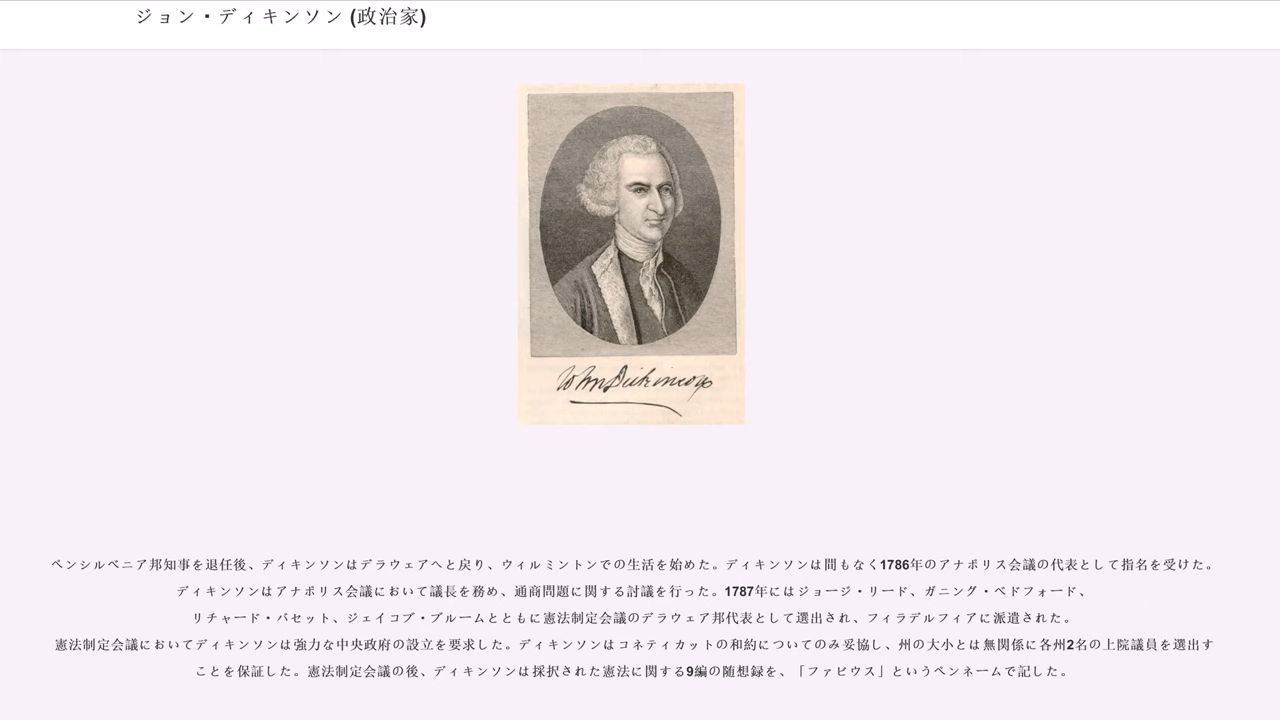 ジョン・ディキンソン (政治家)
John Dickinson
ペンシルベニア邦知事を退任後、ディキンソンはデラウェアへと戻り、ウィルミントンでの生活を始めた。ディキンソンは間もなく1786年のアナポリス会議の代表として指名を受けた。
ディキンソンはアナポリス会議において議長を務め、通商問題に関する討議を行った。1787年にはジョージ・リード、ガニング・ベドフォード、
リチャード・バセット、ジェイコブ・ブルームとともに憲法制定会議のデラウェア邦代表として選出され、フィラデルフィアに派遣された。
憲法制定会議においてディキンソンは強力な中央政府の設立を要求した。ディキンソンはコネティカットの和約についてのみ妥協し、州の大小とは無関係に各州2名の上院議員を選出す
ことを保証した。憲法制定会議の後、ディキンソンは採択された憲法に関する9編の随想録を、「ファビウス」というペンネームで記した。